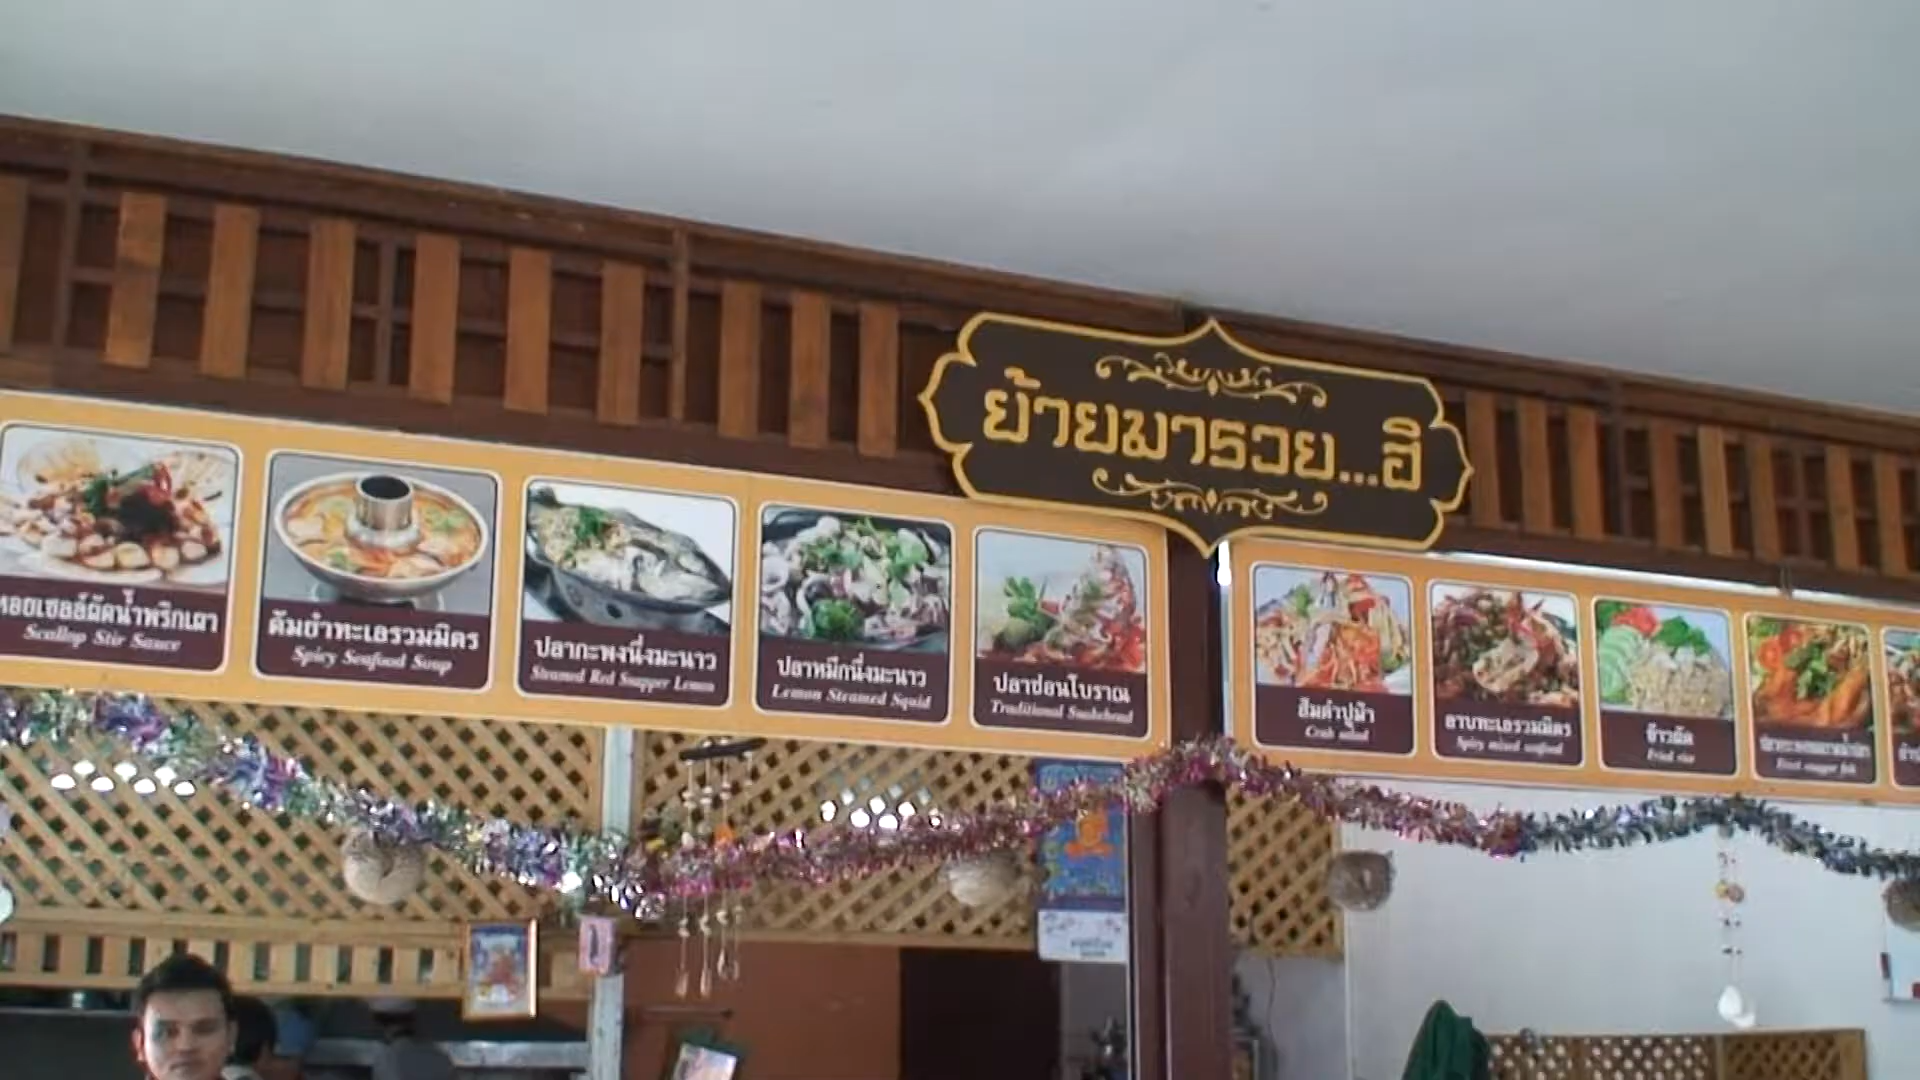 ย้ายมารวย...ฮิ
หอยเชลล์ผัดน้ำพริกเผา
Scallop Stir Sauce
ต้มยำทะเลรวมมิตร
Spicy Seafood Soup
ปลากะพงนึ่งมะนาว
Steamed Red Snapper Lemon
ปลาหมึกนึ่งมะนาว
Lemon Steamed Squid
ปลาช่อนโบราณ
Traditional Snakehead
ส้มตำปูม้า
Crab salad
ลาบทะเลรวมมิตร
Spicy mixed seafood
ข้าวผัด
Fried rice